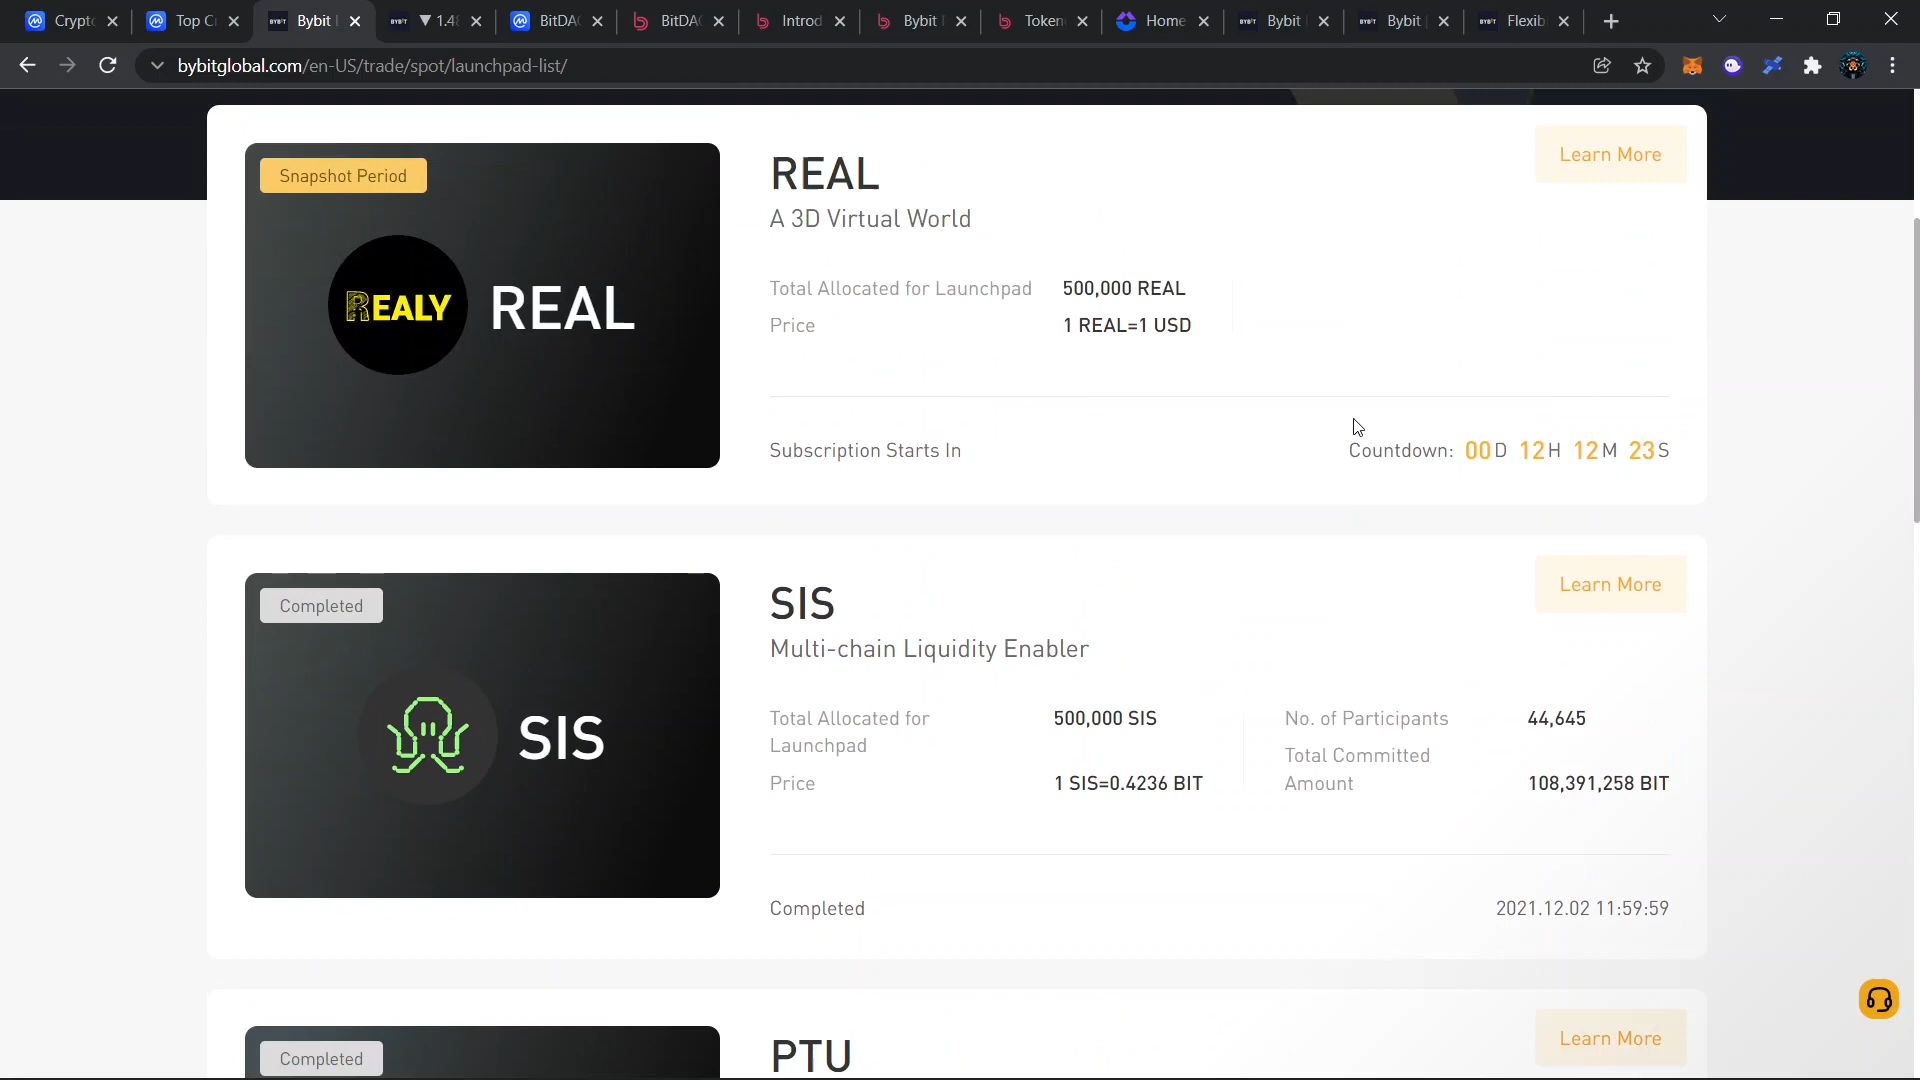 Crypto
Top C
Bybit
BYBIT
▼ 1.48
BitDA
BitDA
Introd
Bybit
Token
Home
Bybit
Bybit
Flexib
bybitglobal.com/en-US/trade/spot/launchpad-list/
Snapshot Period
REALY
REAL
REAL
A 3D Virtual World
Learn More
Total Allocated for Launchpad
500,000 REAL
Price
1 REAL=1 USD
Subscription Starts In
Countdown: 00D 12H 12M 23S
Completed
SIS
SIS
Multi-chain Liquidity Enabler
Learn More
Total Allocated for
Launchpad
500,000 SIS
Price
1 SIS=0.4236 BIT
No. of Participants
44,645
Total Committed
Amount
108,391,258 BIT
Completed
2021.12.02 11:59:59
Completed
PTU
Learn More